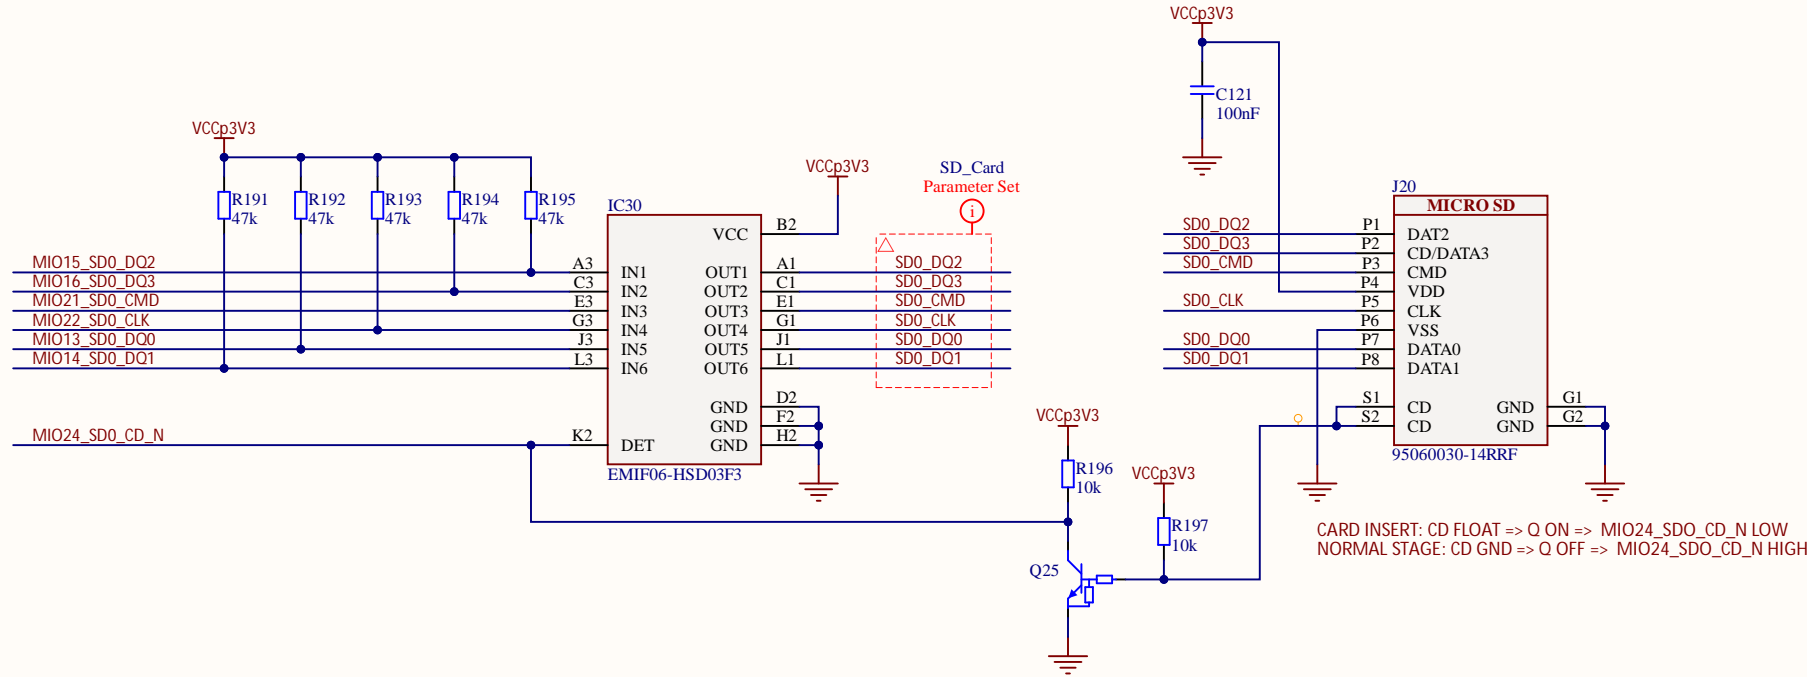 VCCp3V3
C121
100nF
VCCp3V3
R191
47k
R192
47k
R193
47k
R194
47k
R195
47k
MIO15_SD0_DQ2
MIO16_SD0_DQ3
MIO21_SD0_CMD
MIO22_SD0_CLK
MIO13_SD0_DQ0
MIO14_SD0_DQ1
MIO24_SD0_CD_N
IC30
A3
C3
E3
G3
J3
L3
K2
IN1
IN2
IN3
IN4
IN5
IN6
DET
VCC
OUT1
OUT2
OUT3
OUT4
OUT5
OUT6
GND
GND
GND
B2
A1
C1
E1
G1
J1
L1
D2
F2
H2
EMIF06-HSD03F3
VCCp3V3
SD_Card
Parameter Set
i
SD0_DQ2
SD0_DQ3
SD0_CMD
SD0_CLK
SD0_DQ0
SD0_DQ1
SD0_DQ2
SD0_DQ3
SD0_CMD
SD0_CLK
SD0_DQ0
SD0_DQ1
J20
MICRO SD
P1
P2
P3
P4
P5
P6
P7
P8
S1
S2
DAT2
CD/DATA3
CMD
VDD
CLK
VSS
DATA0
DATA1
CD
CD
GND
GND
G1
G2
95060030-14RRF
VCCp3V3
R196
10k
VCCp3V3
R197
10k
Q25
CARD INSERT: CD FLOAT => Q ON => MIO24_SDO_CD_N LOW
NORMAL STAGE: CD GND => Q OFF => MIO24_SDO_CD_N HIGH